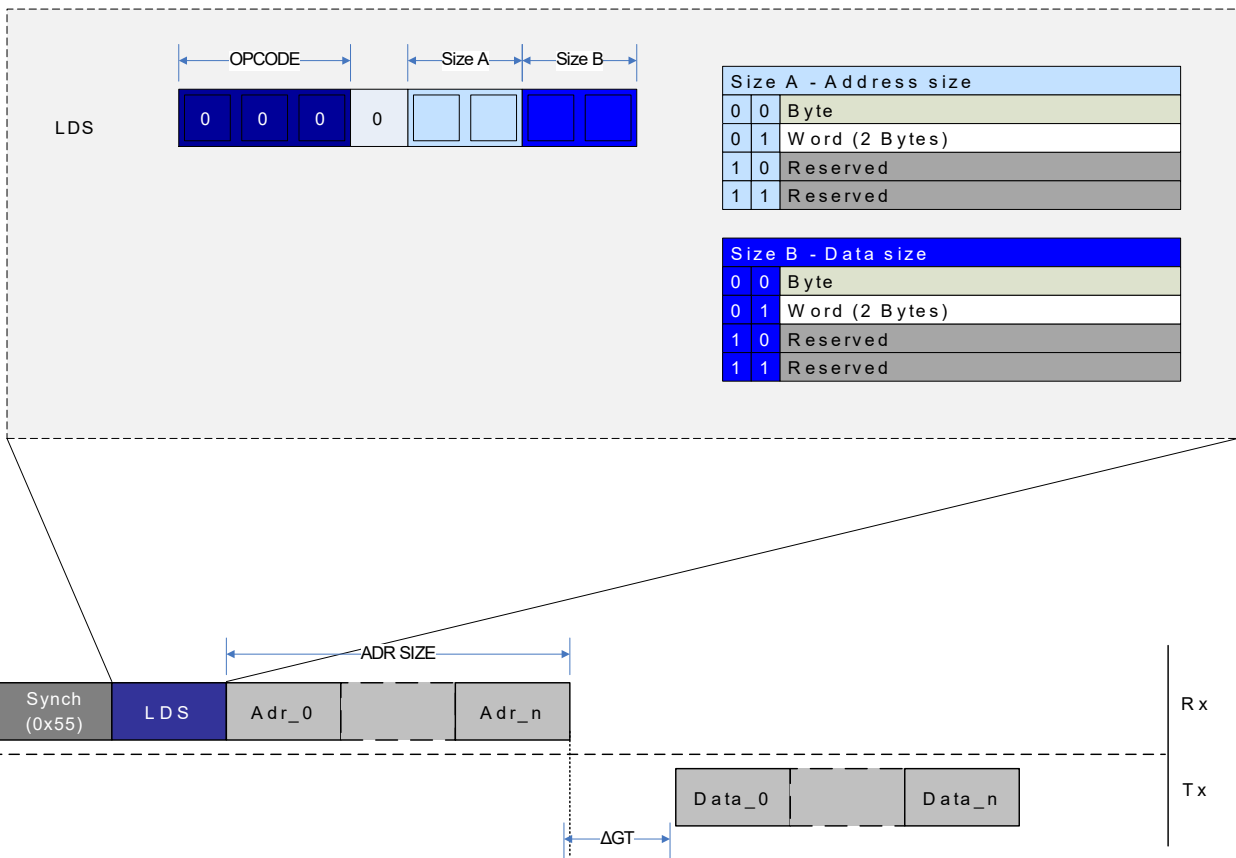 OPCODE Size A Size B
LDS 0 0 0 0
Size A - Address size
0 0 Byte
0 1 Word (2 Bytes)
1 0 Reserved
1 1 Reserved
Size B - Data size
0 0 Byte
0 1 Word (2 Bytes)
1 0 Reserved
1 1 Reserved
ADR SIZE
Synch
(0x55)
LDS Adr_0 Adr_n Rx
Data_0 Data_n Tx
ΔGT